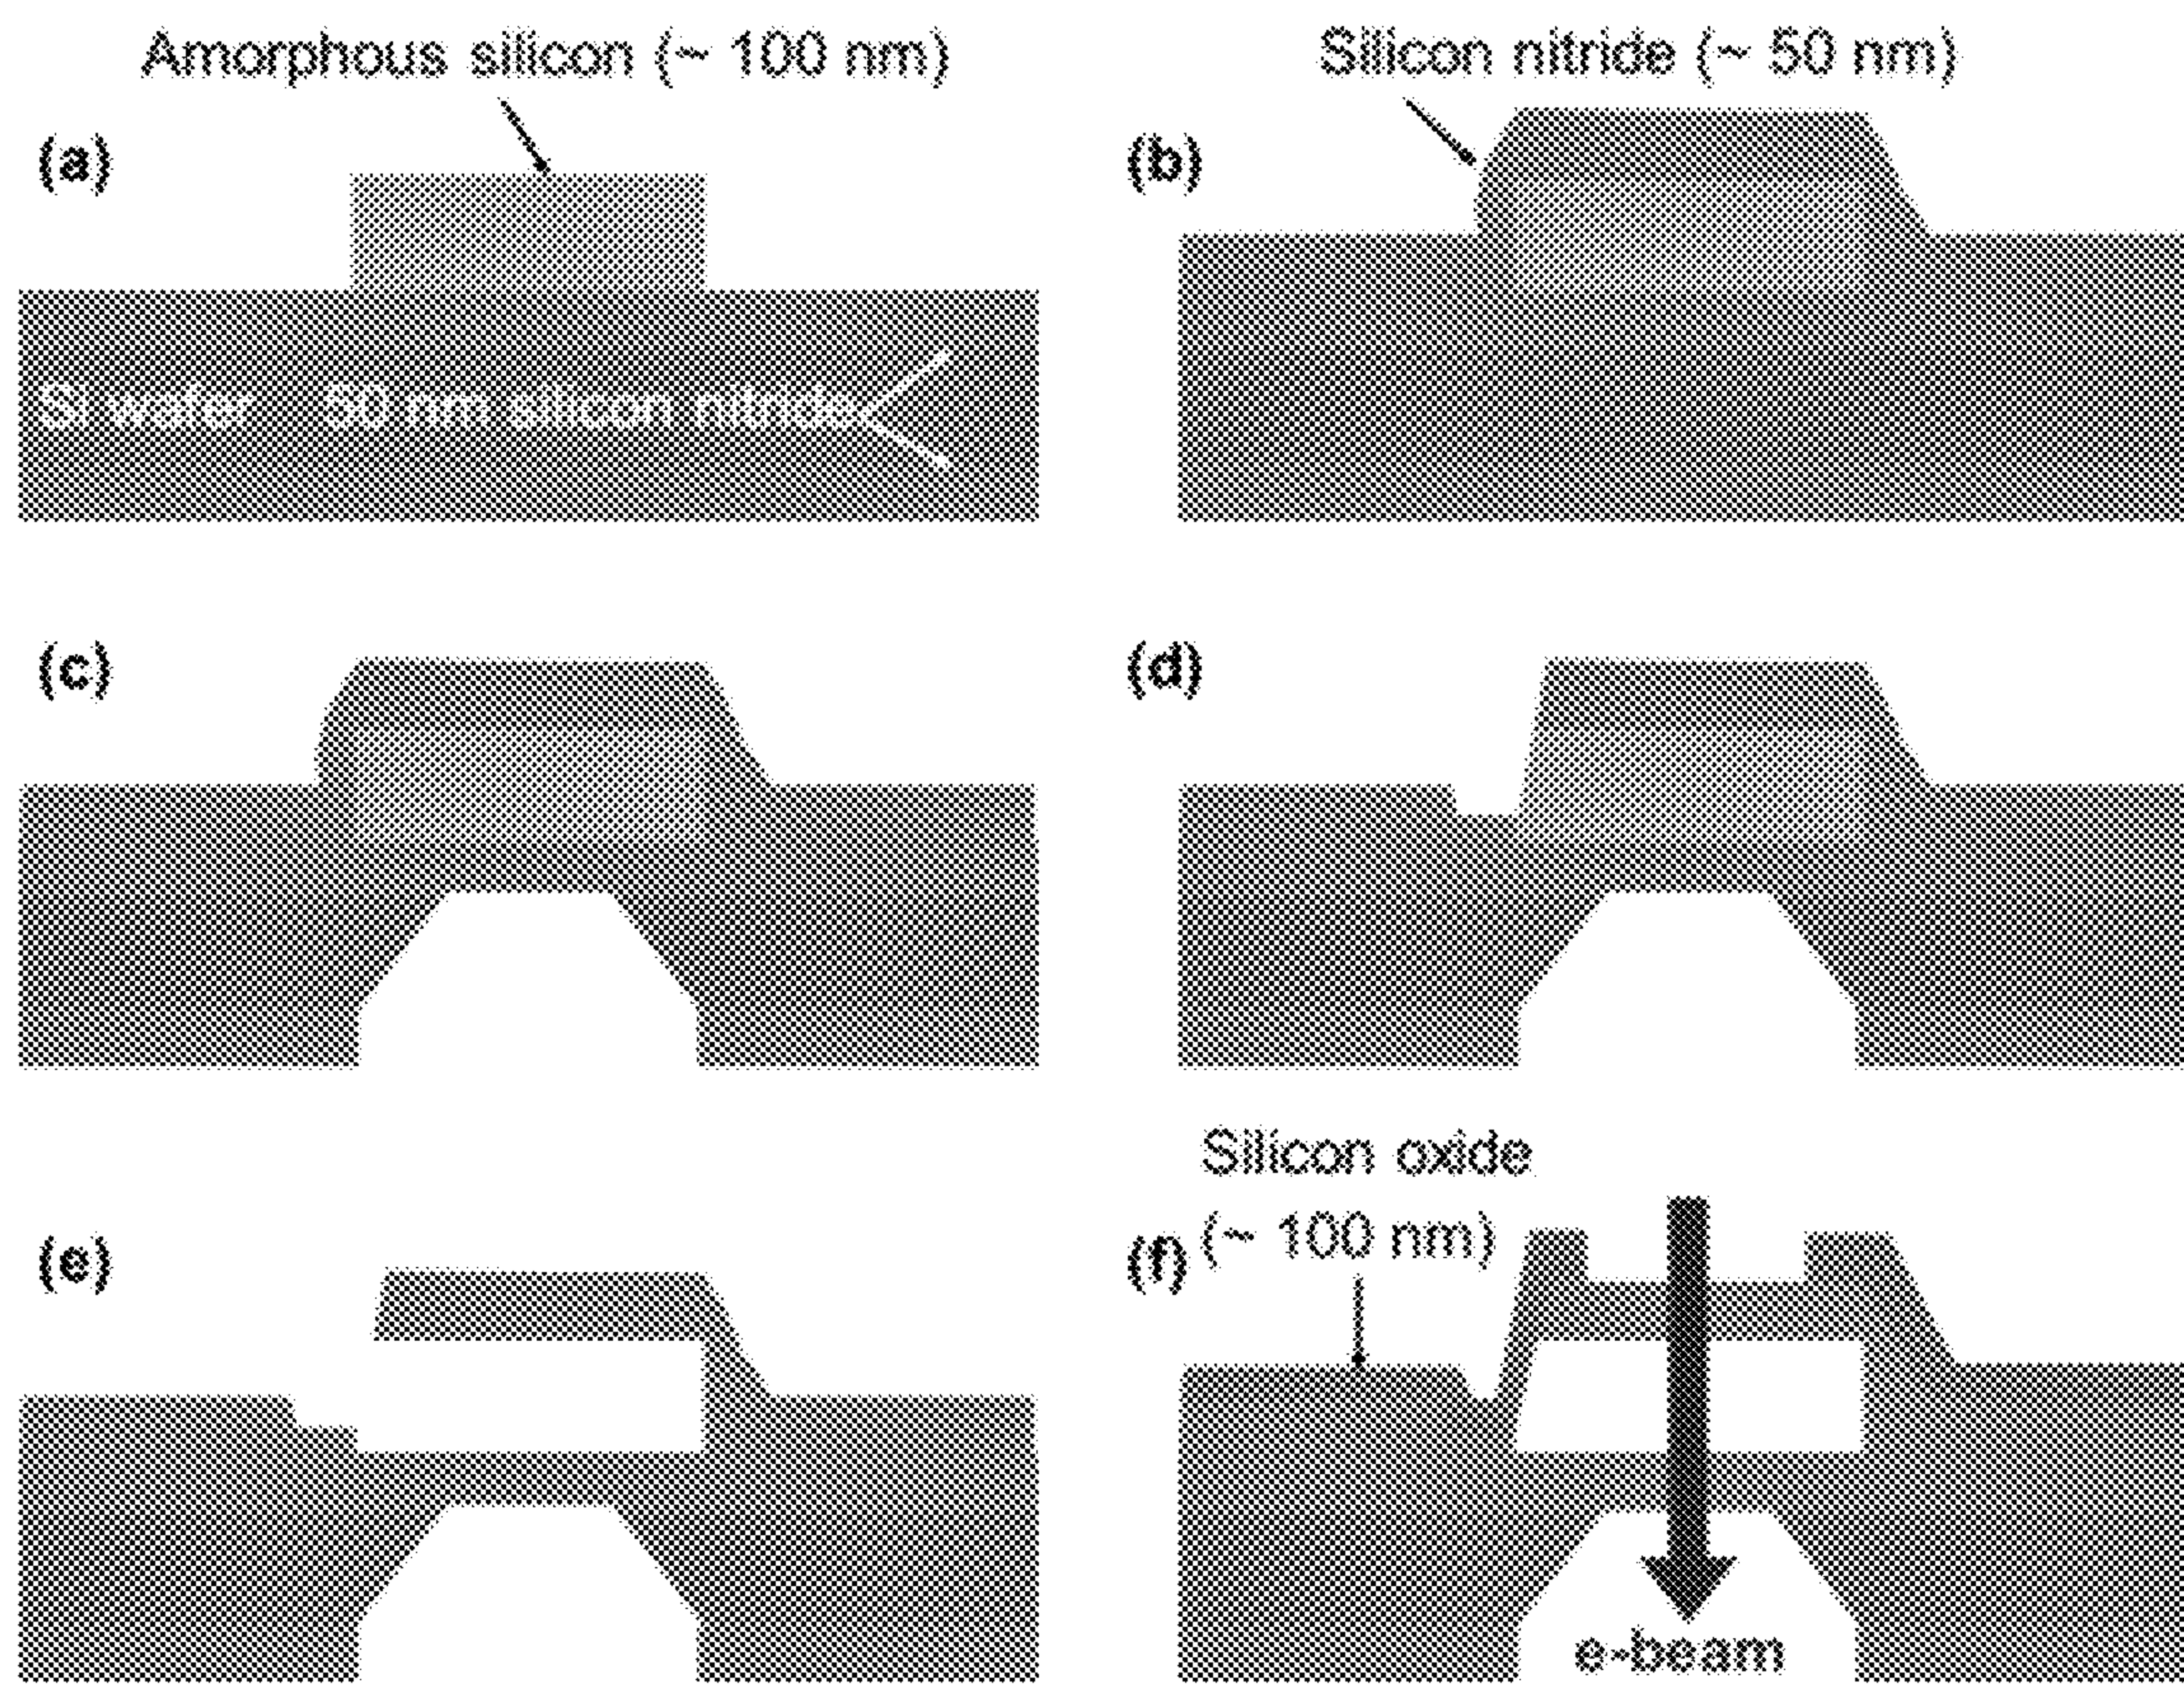 Amorphous silicon (~ 100 nm)
Silicon nitride (~ 50 nm)
(a)
(b)
Si wafer 50 nm silicon nitride
(c)
(d)
Silicon oxide
(~ 100 nm)
(e)
(f)
e-beam